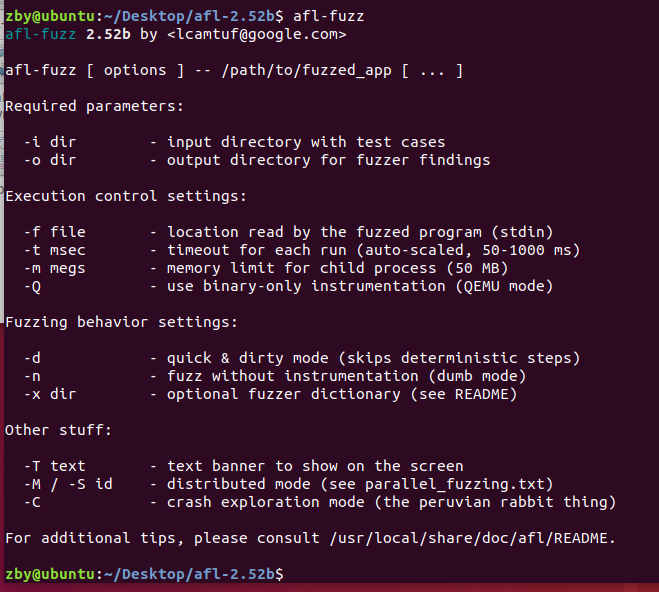 zby@ubuntu:~/Desktop/afl-2.52b$ afl-fuzz
afl-fuzz 2.52b by <lcamtuf@google.com>
afl-fuzz [ options ] -- /path/to/fuzzed_app [ ... ]
Required parameters:
-i dir - input directory with test cases
-o dir - output directory for fuzzer findings
Execution control settings:
-f file - location read by the fuzzed program (stdin)
-t msec - timeout for each run (auto-scaled, 50-1000 ms)
-m megs - memory limit for child process (50 MB)
-Q - use binary-only instrumentation (QEMU mode)
Fuzzing behavior settings:
-d - quick & dirty mode (skips deterministic steps)
-n - fuzz without instrumentation (dumb mode)
-x dir - optional fuzzer dictionary (see README)
Other stuff:
-T text - text banner to show on the screen
-M / -S id - distributed mode (see parallel_fuzzing.txt)
-C - crash exploration mode (the peruvian rabbit thing)
For additional tips, please consult /usr/local/share/doc/afl/README.
zby@ubuntu:~/Desktop/afl-2.52b$